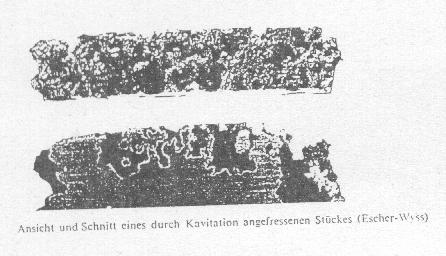 Ansicht und Schnitt eines durch Kavitation angefressenen Stückes (Escher-Wyss)